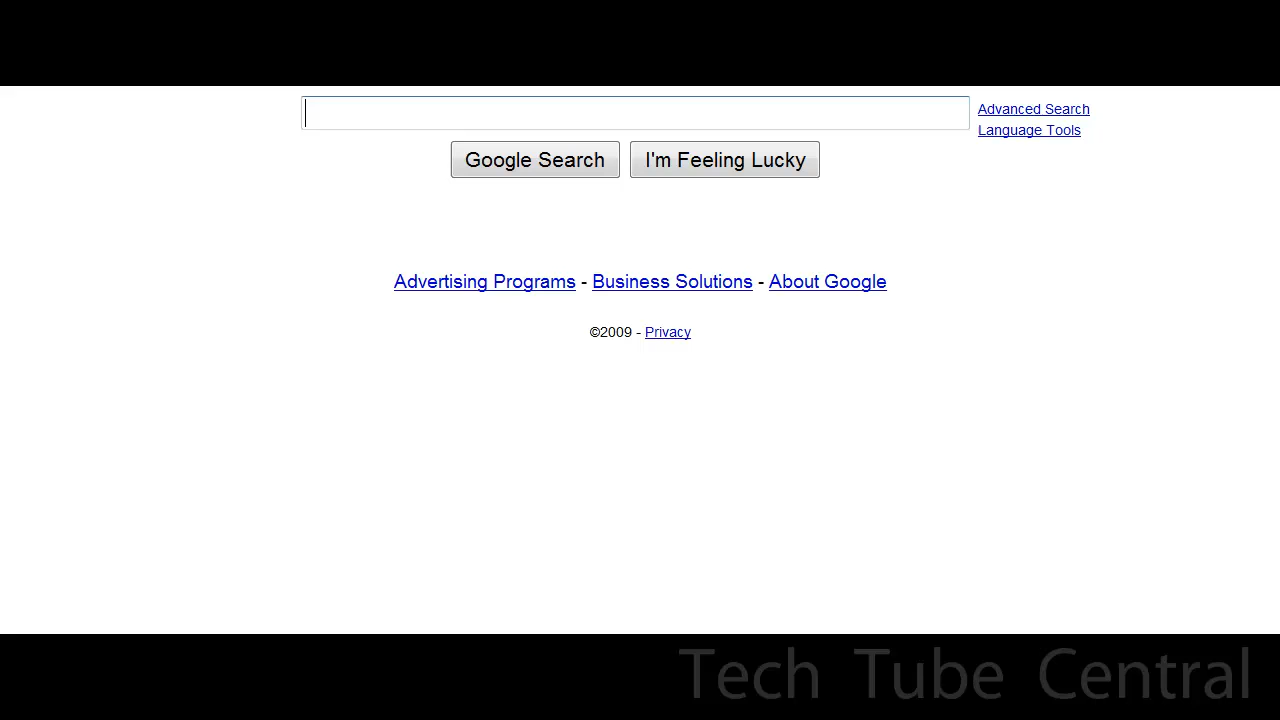 Advanced Search
Language Tools
Google Search I'm Feeling Lucky
Advertising Programs - Business Solutions - About Google
©2009 - Privacy
Tech Tube Central